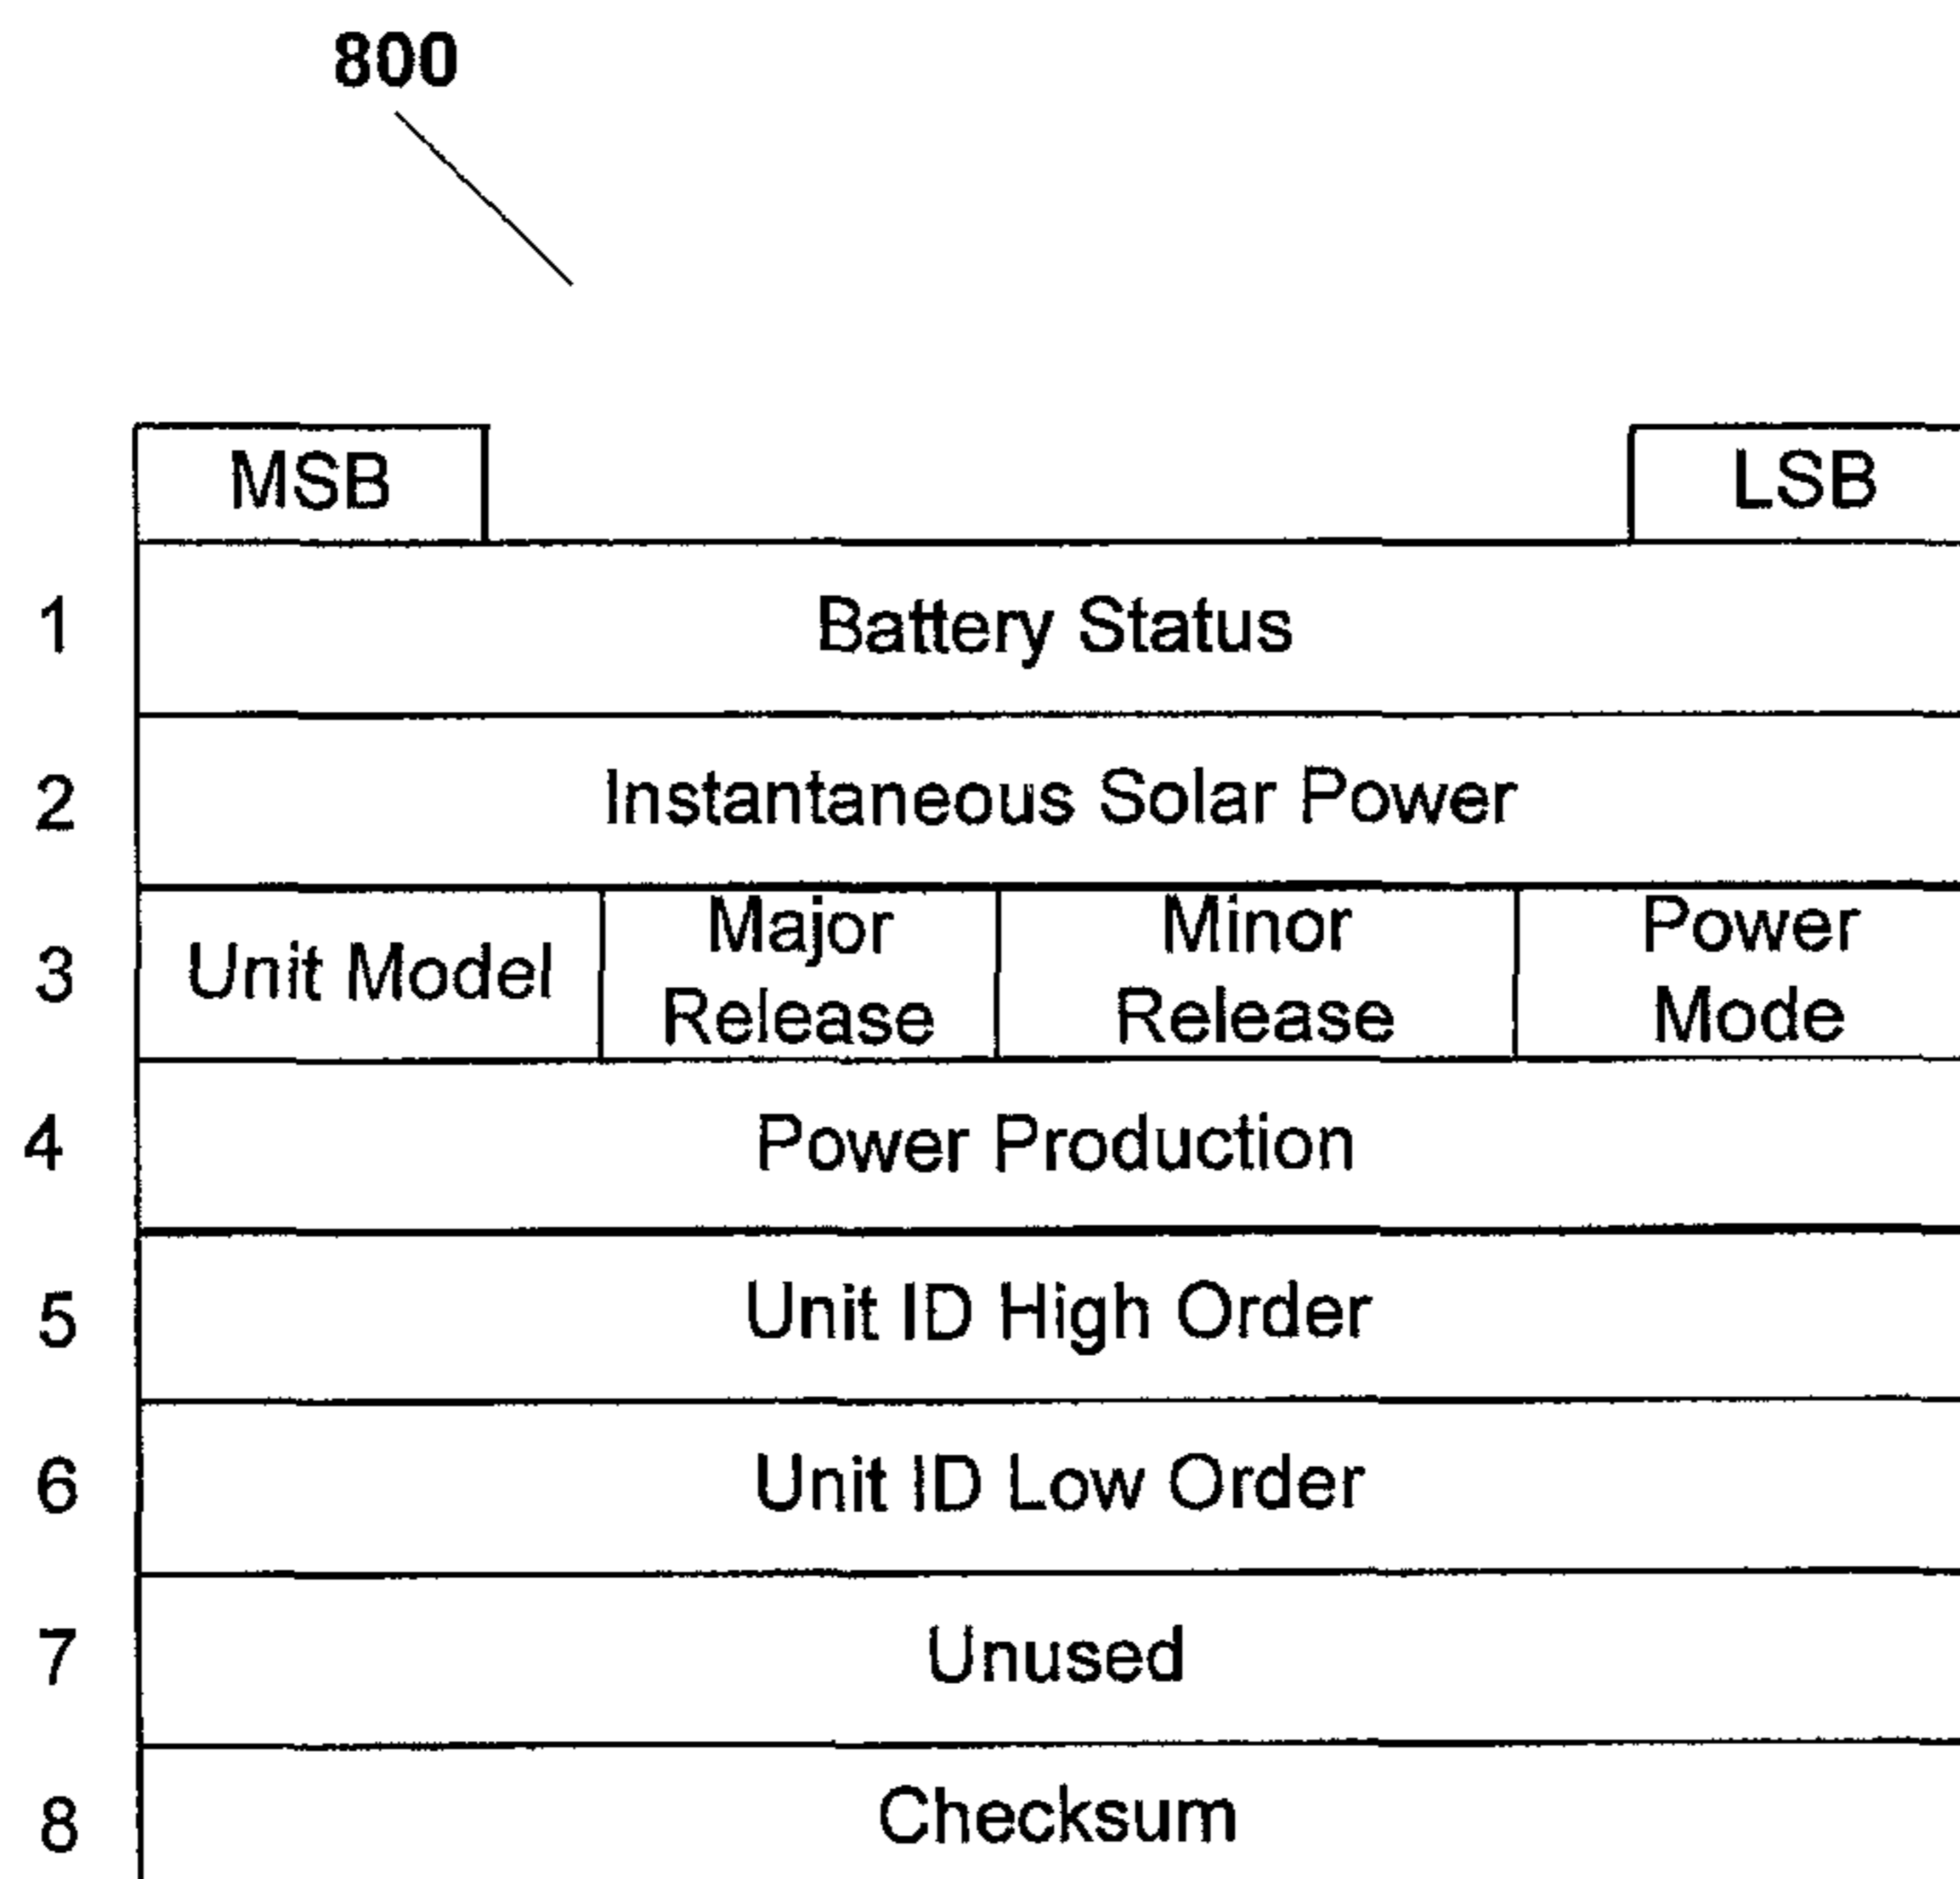 800
MSB LSB
1 Battery Status
2 Instantaneous Solar Power
3 Unit Model Major Release Minor Release Power Mode
4 Power Production
5 Unit ID High Order
6 Unit ID Low Order
7 Unused
8 Checksum